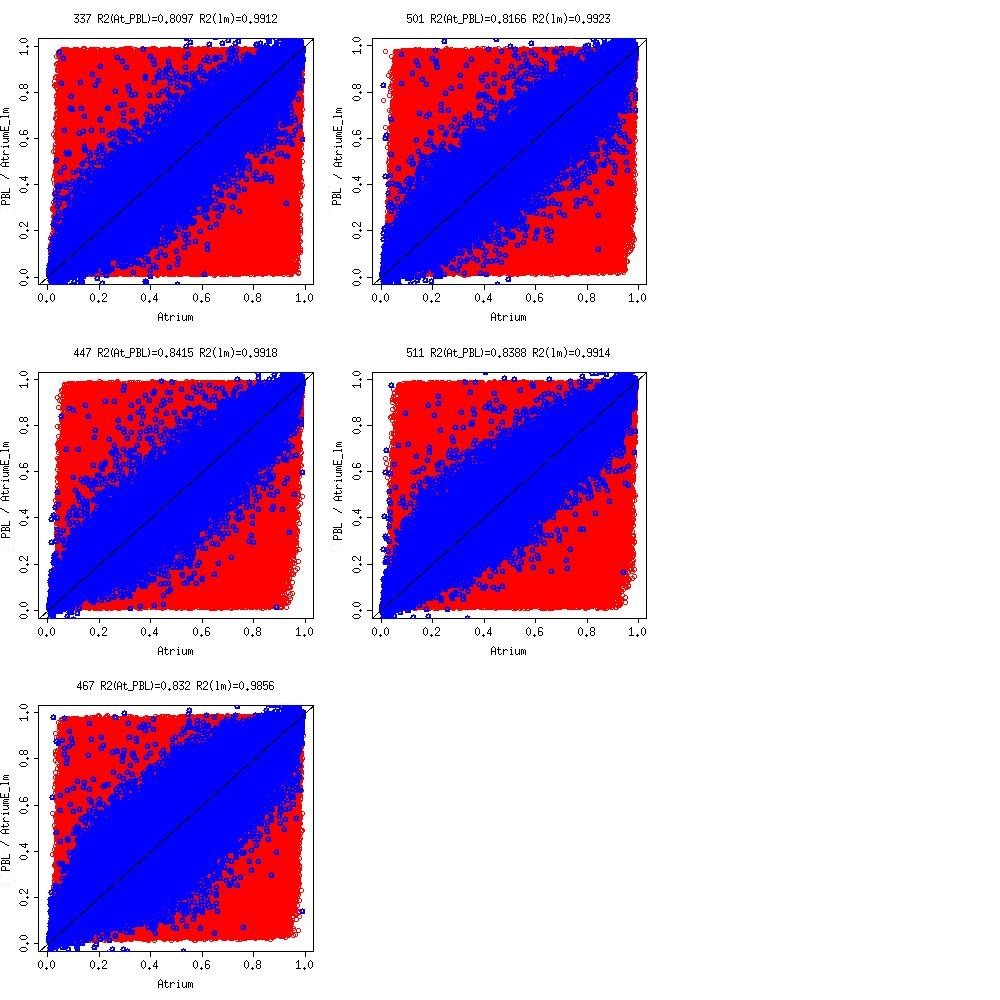 337 R2(At_PBL)=0.8097 R2(lm)=0.9912
501 R2(At_PBL)=0.8166 R2(lm)=0.9923
PBL / AtriumE_lm
1.0
0.8
0.6
0.4
0.2
0.0
0.0 0.2 0.4 0.6 0.8 1.0
Atrium
PBL / AtriumE_lm
1.0
0.8
0.6
0.4
0.2
0.0
0.0 0.2 0.4 0.6 0.8 1.0
Atrium
447 R2(At_PBL)=0.8415 R2(lm)=0.9918
511 R2(At_PBL)=0.8388 R2(lm)=0.9914
PBL / AtriumE_lm
1.0
0.8
0.6
0.4
0.2
0.0
0.0 0.2 0.4 0.6 0.8 1.0
Atrium
PBL / AtriumE_lm
1.0
0.8
0.6
0.4
0.2
0.0
0.0 0.2 0.4 0.6 0.8 1.0
Atrium
467 R2(At_PBL)=0.832 R2(lm)=0.9856
PBL / AtriumE_lm
1.0
0.8
0.6
0.4
0.2
0.0
0.0 0.2 0.4 0.6 0.8 1.0
Atrium